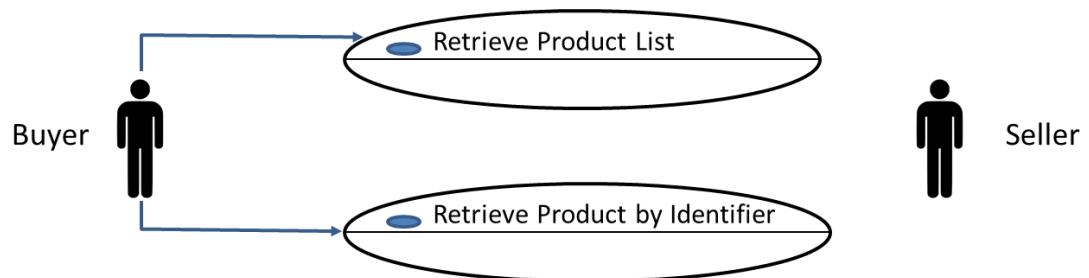 Retrieve Product List
Buyer
Seller
Retrieve Product by Identifier